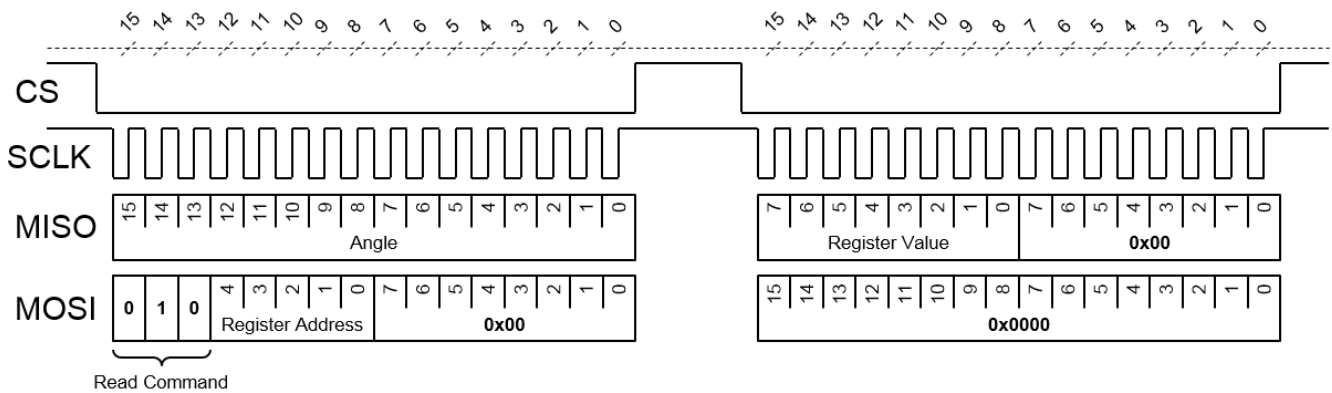 15 14 13 12 11 10 9 8 7 6 5 4 3 2 1 0 15 14 13 12 11 10 9 8 7 6 5 4 3 2 1 0
CS
SCLK
MISO 15 14 13 12 11 10 9 8 7 6 5 4 3 2 1 0 7 6 5 4 3 2 1 0 7 6 5 4 3 2 1 0
Angle Register Value 0x00
MOSI 0 1 0 4 3 2 1 0 7 6 5 4 3 2 1 0 15 14 13 12 11 10 9 8 7 6 5 4 3 2 1 0
Register Address 0x00 0x0000
Read Command